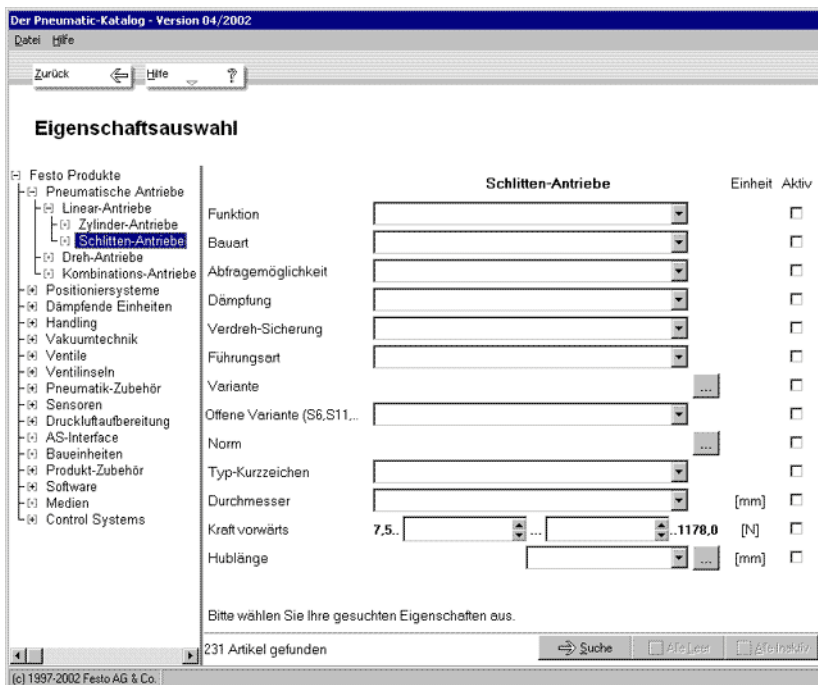 Der Pneumatic-Katalog - Version 04/2002
Datei Hilfe
Zurück Hilfe ?
Eigenschaftsauswahl
Festo Produkte
Pneumatische Antriebe
Linear-Antriebe
Zylinder-Antriebe
Schlitten-Antriebe
Dreh-Antriebe
Kombinations-Antriebe
Positioniersysteme
Dämpfende Einheiten
Handling
Vakuumtechnik
Ventile
Ventilinseln
Pneumatik-Zubehör
Sensoren
Druckluftaufbereitung
AS-Interface
Baueinheiten
Produkt-Zubehör
Software
Medien
Control Systems
Schlitten-Antriebe Einheit Aktiv
Funktion
Bauart
Abfragemöglichkeit
Dämpfung
Verdreh-Sicherung
Führungsart
Variante ...
Offene Variante (S6,S11,...
Norm ...
Typ-Kurzzeichen
Durchmesser [mm]
Kraft vorwärts 7,5.. ... ..1178,0 [N]
Hublänge ... [mm]
Bitte wählen Sie Ihre gesuchten Eigenschaften aus.
231 Artikel gefunden Suche Alle Leer Alle Inaktiv
(c) 1997-2002 Festo AG & Co.